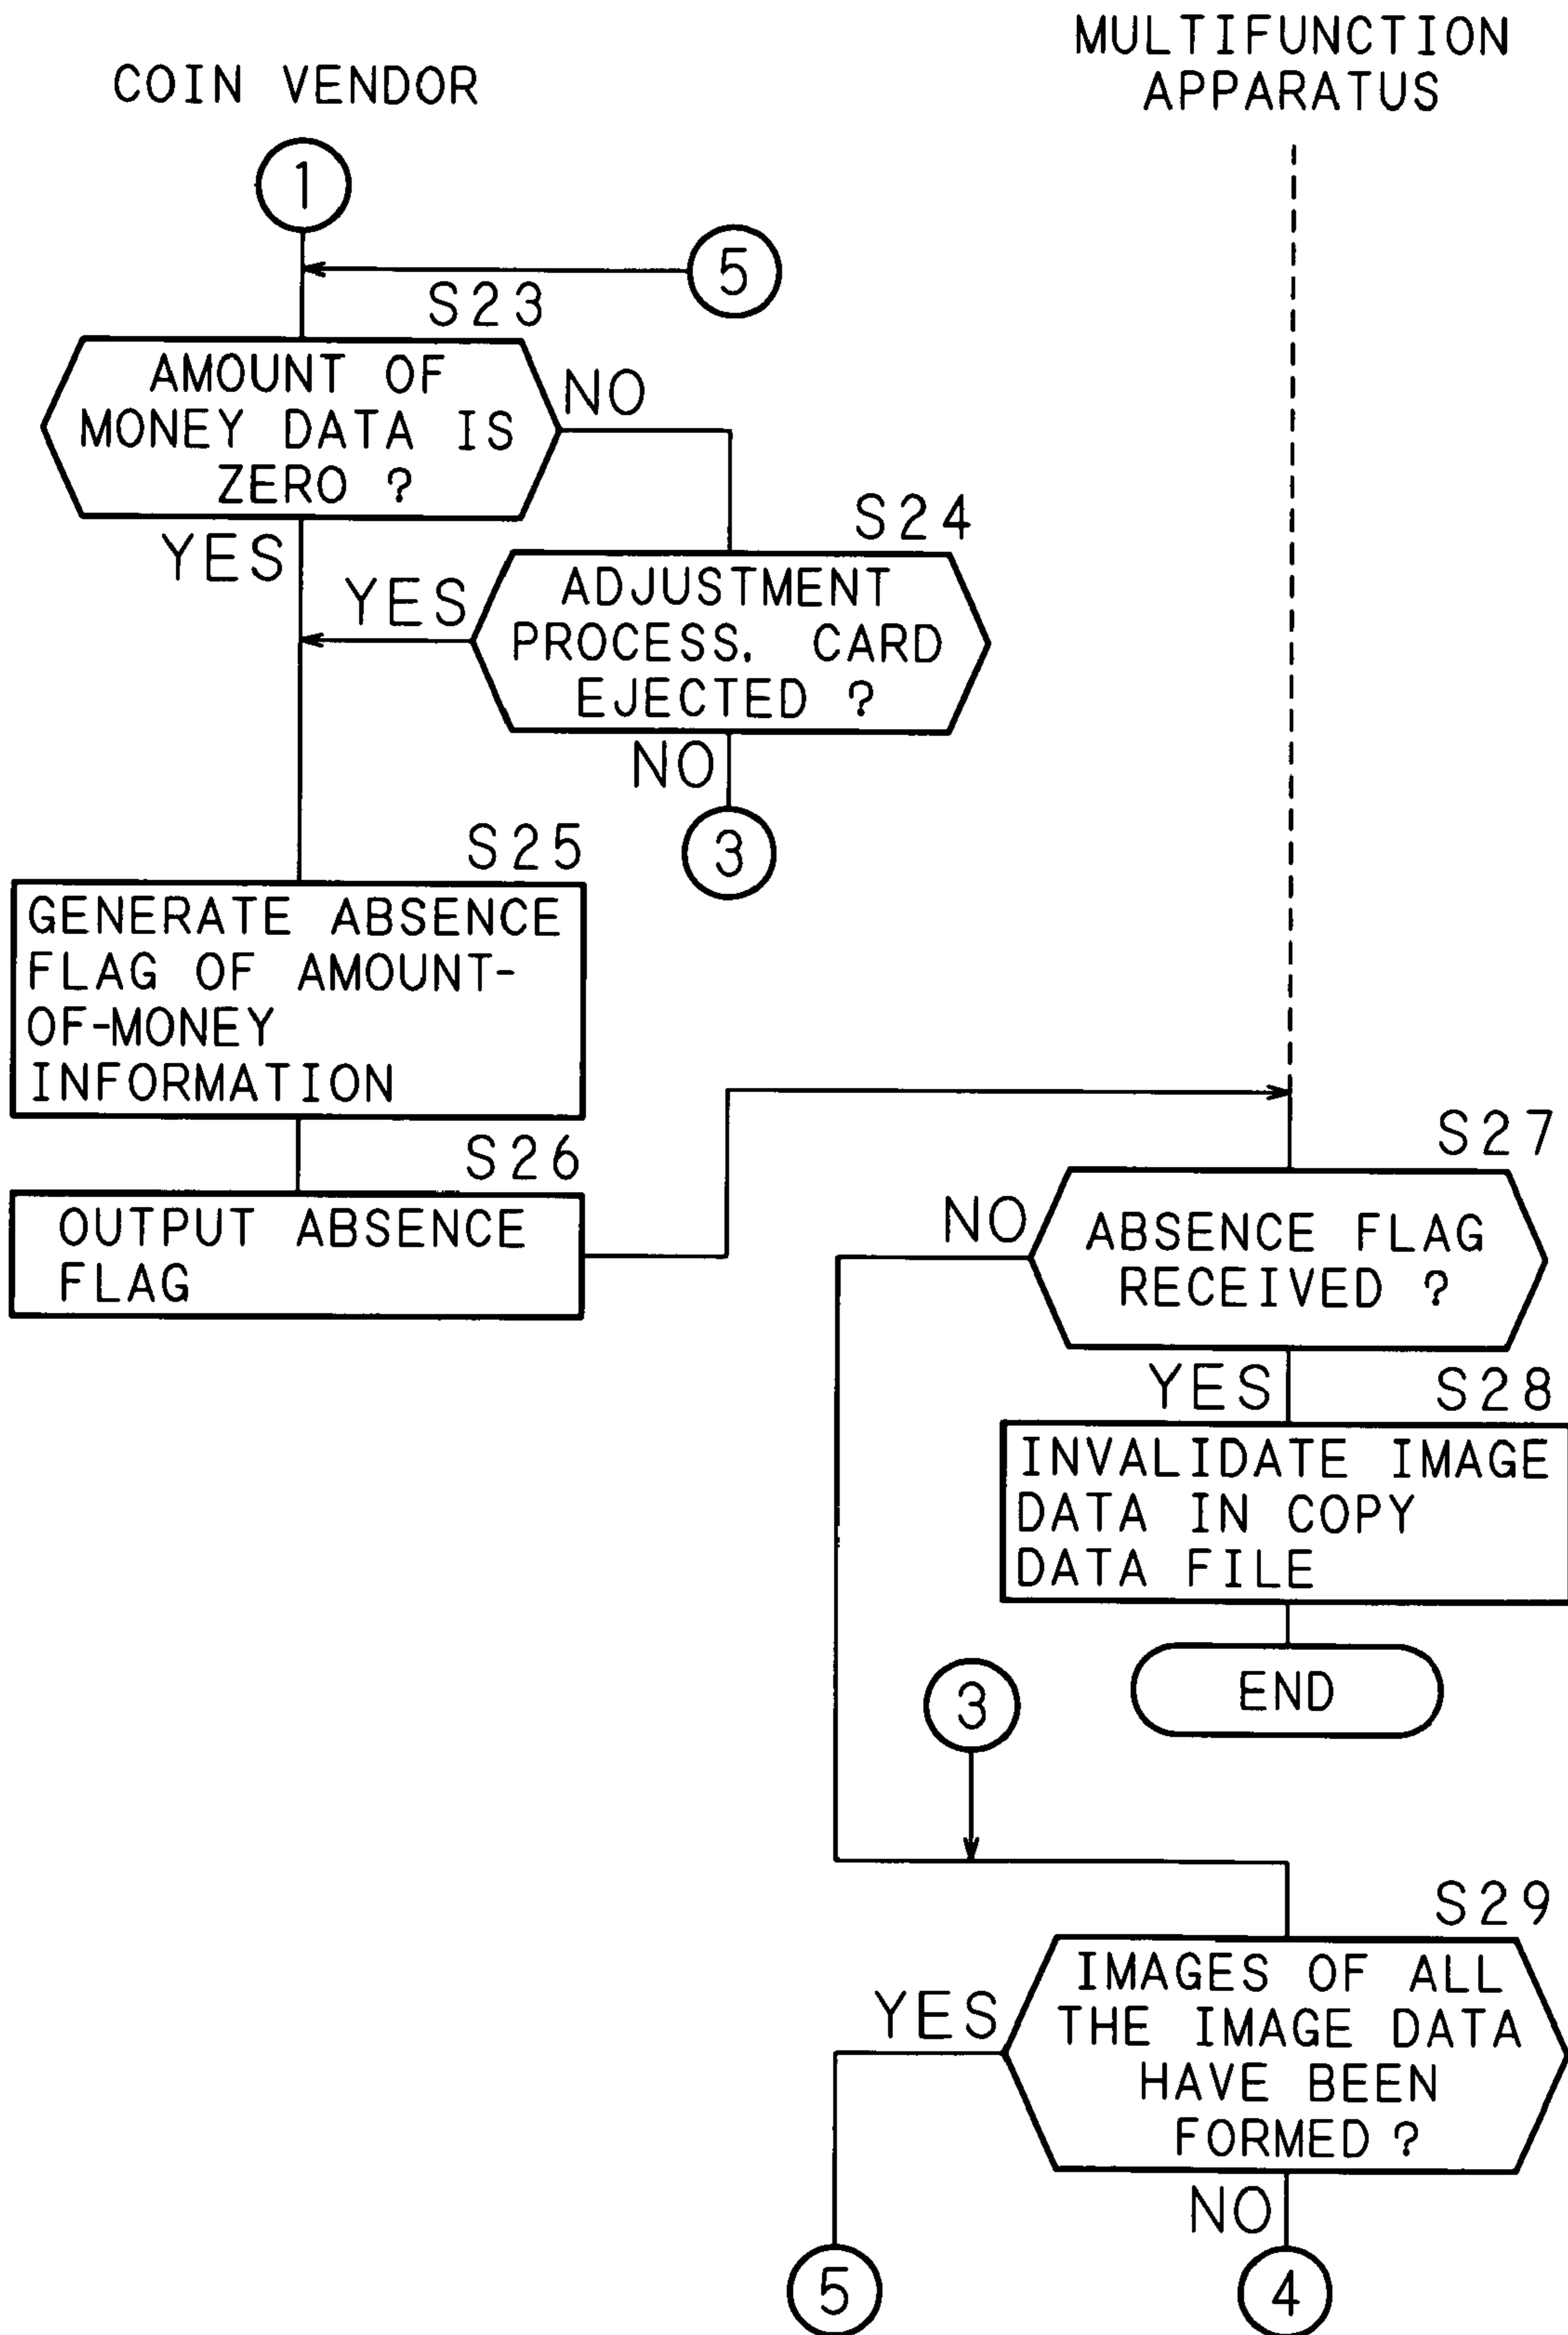 MULTIFUNCTION
APPARATUS
COIN VENDOR
1
5
S23
AMOUNT OF
MONEY DATA IS
ZERO ?
NO
YES
S24
ADJUSTMENT
PROCESS. CARD
EJECTED ?
YES
NO
3
S25
GENERATE ABSENCE
FLAG OF AMOUNT-
OF-MONEY
INFORMATION
S26
OUTPUT ABSENCE
FLAG
S27
ABSENCE FLAG
RECEIVED ?
NO
YES
S28
INVALIDATE IMAGE
DATA IN COPY
DATA FILE
END
3
S29
IMAGES OF ALL
THE IMAGE DATA
HAVE BEEN
FORMED ?
YES
NO
5
4